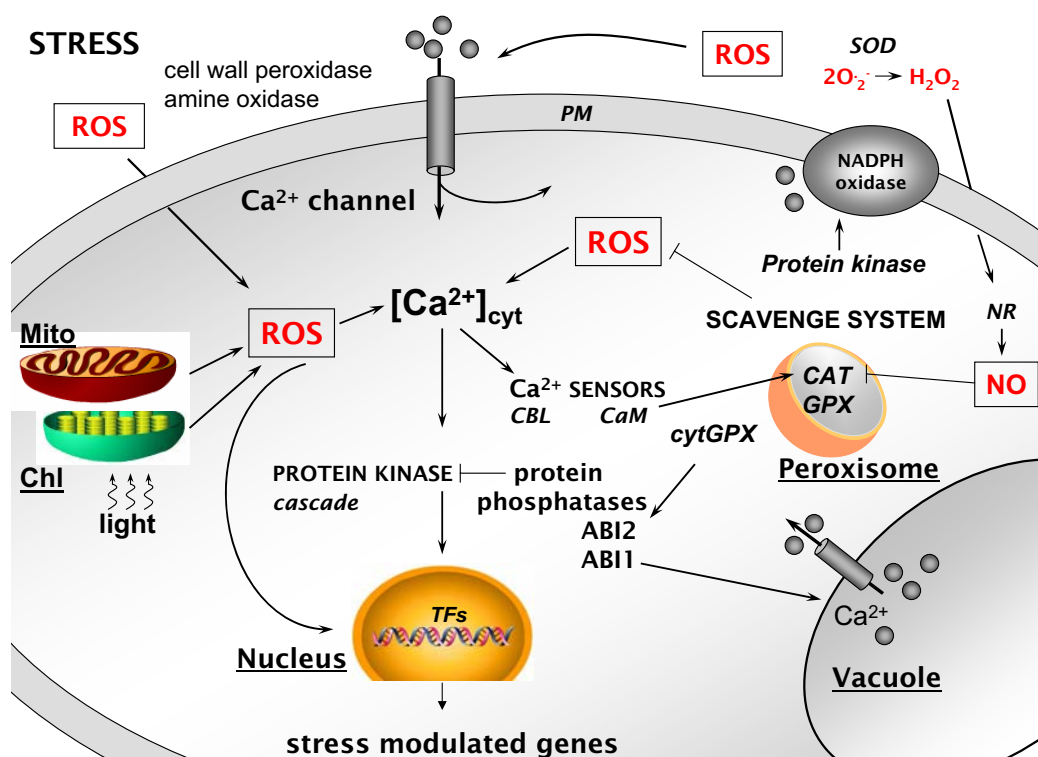 STRESS
cell wall peroxidase
amine oxidase
ROS
ROS
SOD
2O·₂⁻ → H₂O₂
PM
NADPH
oxidase
Ca²⁺ channel
ROS
Protein kinase
[Ca²⁺]cyt
ROS
SCAVENGE SYSTEM
NR
Mito
NO
CAT
GPX
Ca²⁺ SENSORS
CBL CaM
cytGPX
Peroxisome
Chl
light
PROTEIN KINASE
cascade
protein
phosphatases
ABI2
ABI1
TFs
Ca²⁺
Nucleus
Vacuole
stress modulated genes